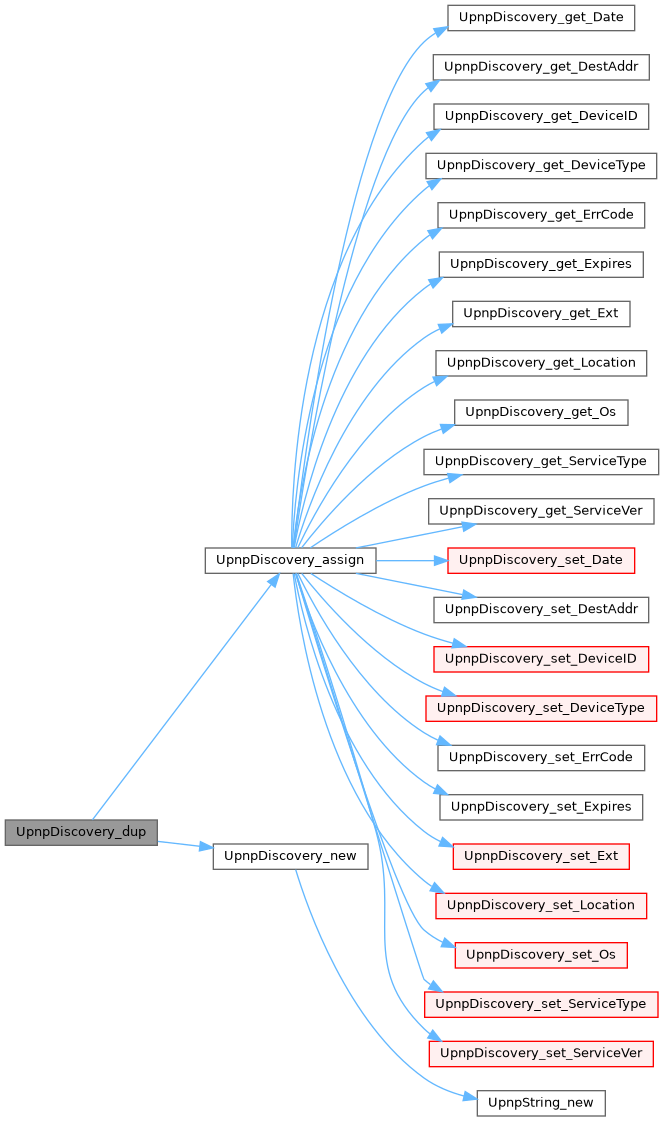 UpnpDiscovery_get_Date
UpnpDiscovery_get_DestAddr
UpnpDiscovery_get_DeviceID
UpnpDiscovery_get_DeviceType
UpnpDiscovery_get_ErrCode
UpnpDiscovery_get_Expires
UpnpDiscovery_get_Ext
UpnpDiscovery_get_Location
UpnpDiscovery_get_Os
UpnpDiscovery_get_ServiceType
UpnpDiscovery_get_ServiceVer
UpnpDiscovery_assign
UpnpDiscovery_set_Date
UpnpDiscovery_set_DestAddr
UpnpDiscovery_set_DeviceID
UpnpDiscovery_set_DeviceType
UpnpDiscovery_set_ErrCode
UpnpDiscovery_set_Expires
UpnpDiscovery_dup
UpnpDiscovery_new
UpnpDiscovery_set_Ext
UpnpDiscovery_set_Location
UpnpDiscovery_set_Os
UpnpDiscovery_set_ServiceType
UpnpDiscovery_set_ServiceVer
UpnpString_new